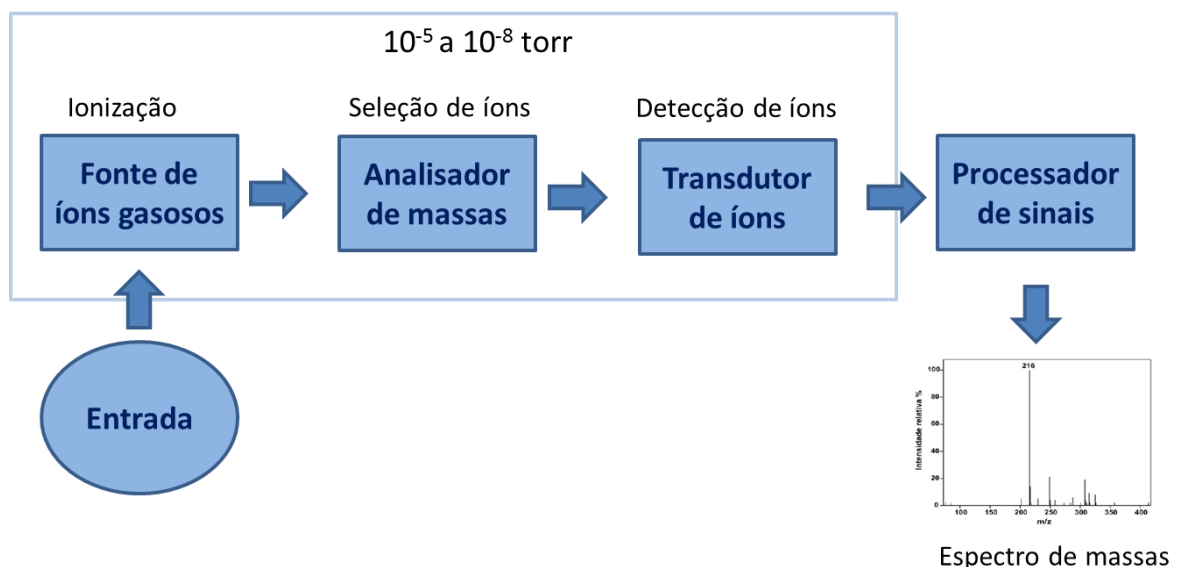 10⁻⁵ a 10⁻⁸ torr
Ionização
Seleção de íons
Detecção de íons
Fonte de
íons gasosos
Analisador
de massas
Transdutor
de íons
Processador
de sinais
Entrada
216
Intensidade relativa %
100
80
60
40
20
0
100 150 200 250 300 350 400
m/z
Espectro de massas